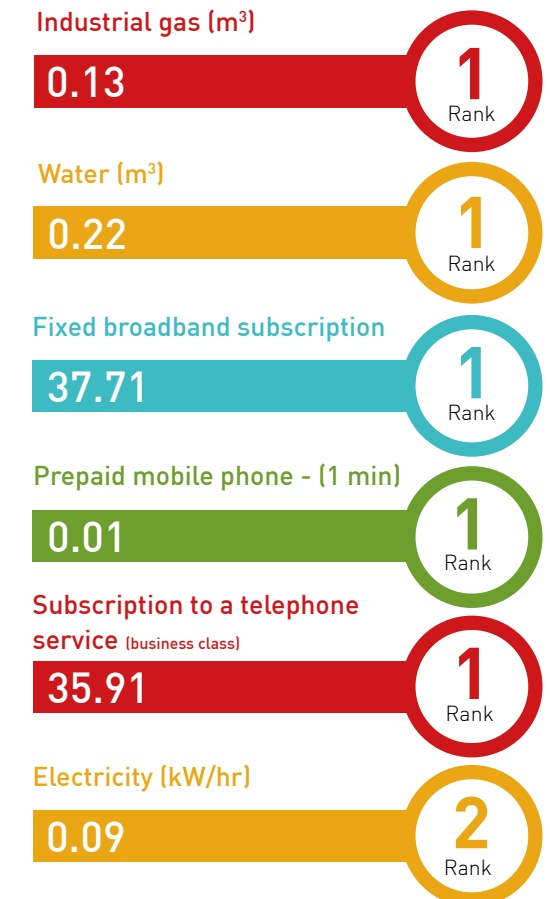 Industrial gas (m³)
0.13
1
Rank
Water (m³)
0.22
1
Rank
Fixed broadband subscription
37.71
1
Rank
Prepaid mobile phone - (1 min)
0.01
1
Rank
Subscription to a telephone
service (business class)
35.91
1
Rank
Electricity (kW/hr)
0.09
2
Rank